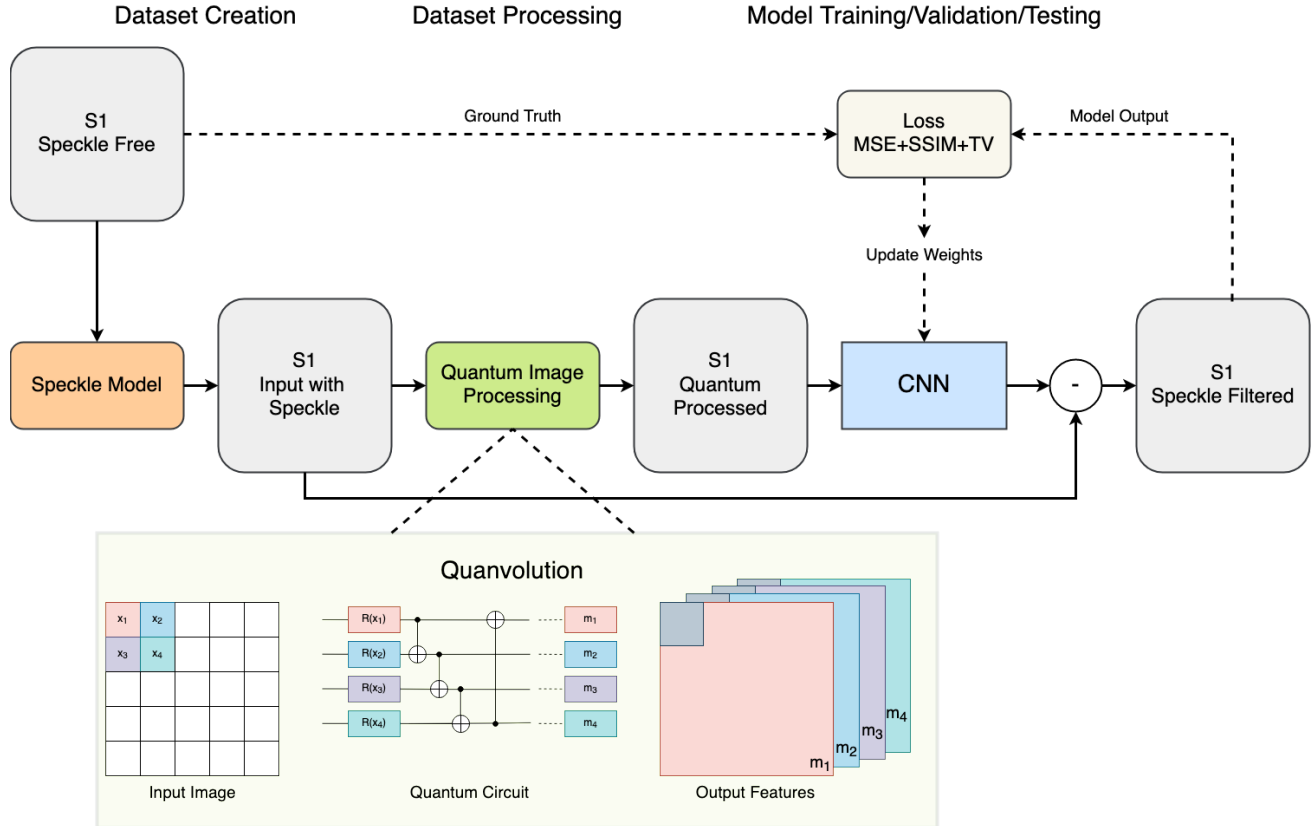 Dataset Creation
Dataset Processing
Model Training/Validation/Testing
S1
Speckle Free
Ground Truth
Loss
MSE+SSIM+TV
Model Output
Update Weights
Speckle Model
S1
Input with
Speckle
Quantum Image
Processing
S1
Quantum
Processed
CNN
-
S1
Speckle Filtered
Quanvolution
x₁ x₂
x₃ x₄
Input Image
R(x₁) m₁
R(x₂) m₂
R(x₃) m₃
R(x₄) m₄
Quantum Circuit
m₄
m₃
m₂
m₁
Output Features